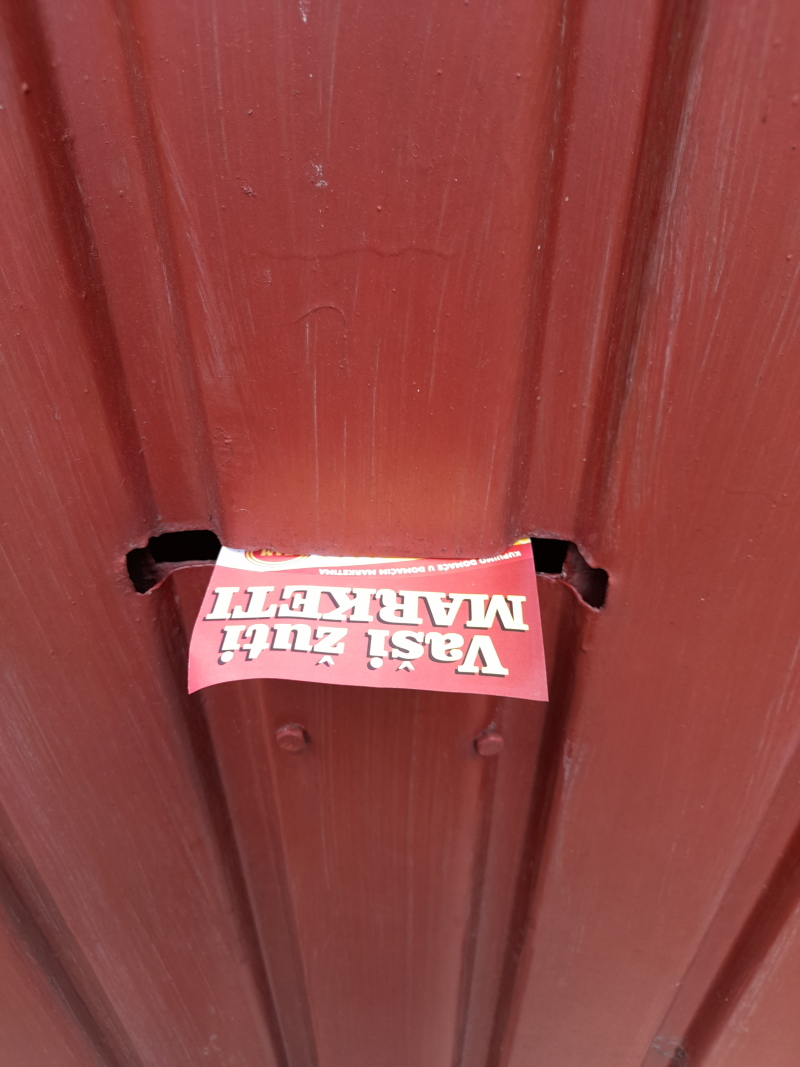 Vaši žuti
MARKETI
KUPUJMO DOMAĆE U DOMAĆIM MARKETIMA